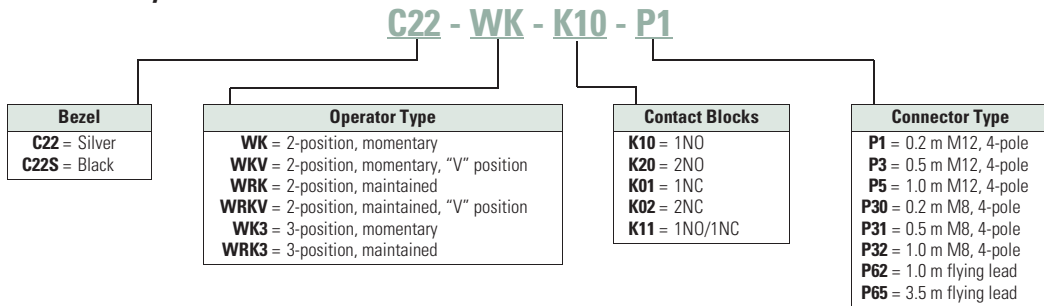 C22 - WK - K10 - P1
Bezel
C22 = Silver
C22S = Black
Operator Type
WK = 2-position, momentary
WKV = 2-position, momentary, “V” position
WRK = 2-position, maintained
WRKV = 2-position, maintained, “V” position
WK3 = 3-position, momentary
WRK3 = 3-position, maintained
Contact Blocks
K10 = 1NO
K20 = 2NO
K01 = 1NC
K02 = 2NC
K11 = 1NO/1NC
Connector Type
P1 = 0.2 m M12, 4-pole
P3 = 0.5 m M12, 4-pole
P5 = 1.0 m M12, 4-pole
P30 = 0.2 m M8, 4-pole
P31 = 0.5 m M8, 4-pole
P32 = 1.0 m M8, 4-pole
P62 = 1.0 m flying lead
P65 = 3.5 m flying lead